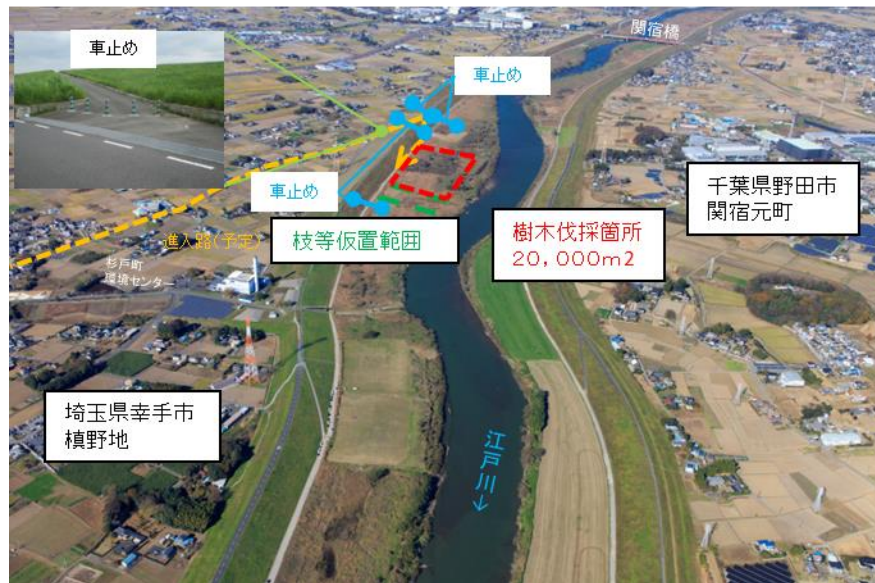 車止め
関宿橋
車止め
千葉県野田市
関宿元町
車止め
枝等仮置範囲
樹木伐採箇所
20,000m2
進入路(予定)
杉戸町
環境センター
埼玉県幸手市
槙野地
江戸川↓